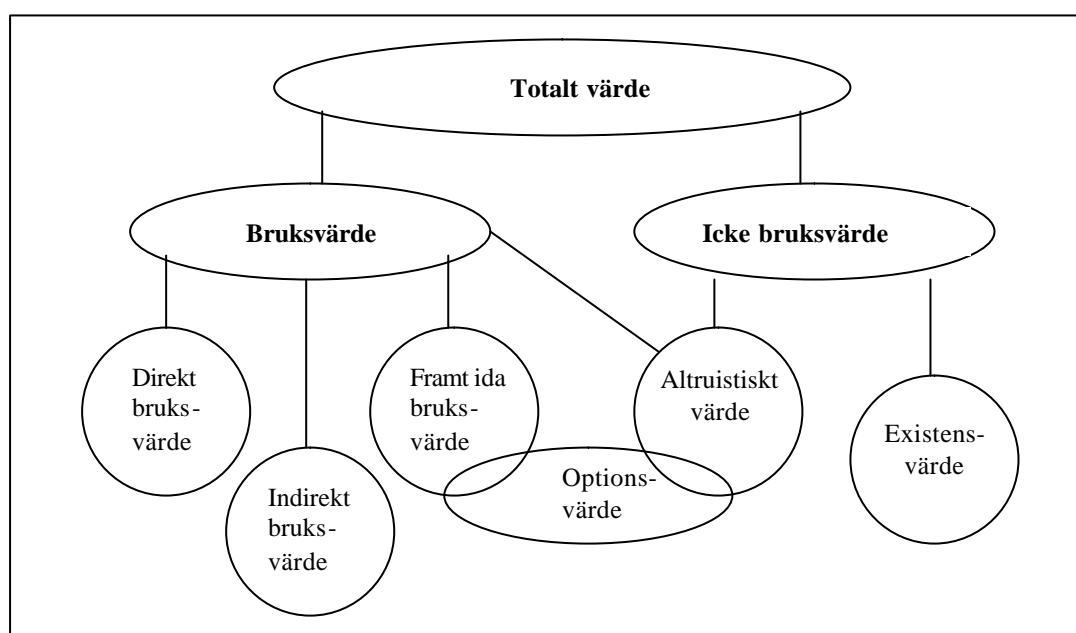 Totalt värde
Bruksvärde
Icke bruksvärde
Direkt
bruks-
värde
Framt ida
bruks-
värde
Altruistiskt
värde
Existens-
värde
Indirekt
bruks-
värde
Options-
värde